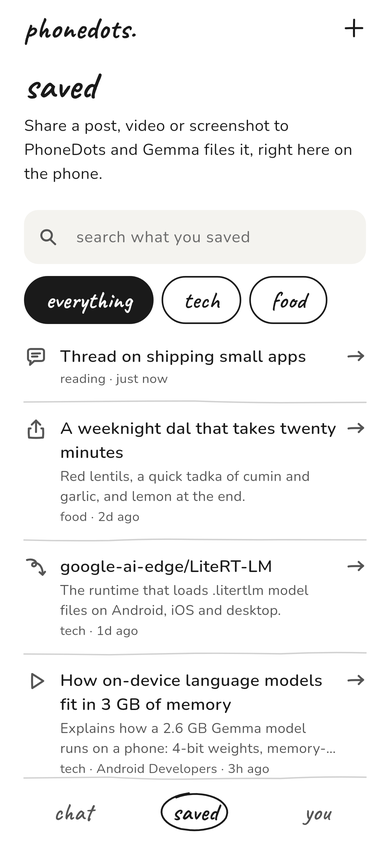 phonedots.
saved
Share a post, video or screenshot to
PhoneDots and Gemma files it, right here on
the phone.
search what you saved
everything
tech
food
Thread on shipping small apps
reading · just now
A weeknight dal that takes twenty
minutes
Red lentils, a quick tadka of cumin and
garlic, and lemon at the end.
food · 2d ago
google-ai-edge/LiteRT-LM
The runtime that loads .litertlm model
files on Android, iOS and desktop.
tech · 1d ago
How on-device language models
fit in 3 GB of memory
Explains how a 2.6 GB Gemma model
runs on a phone: 4-bit weights, memory-...
tech · Android Developers · 3h ago
chat
saved
you